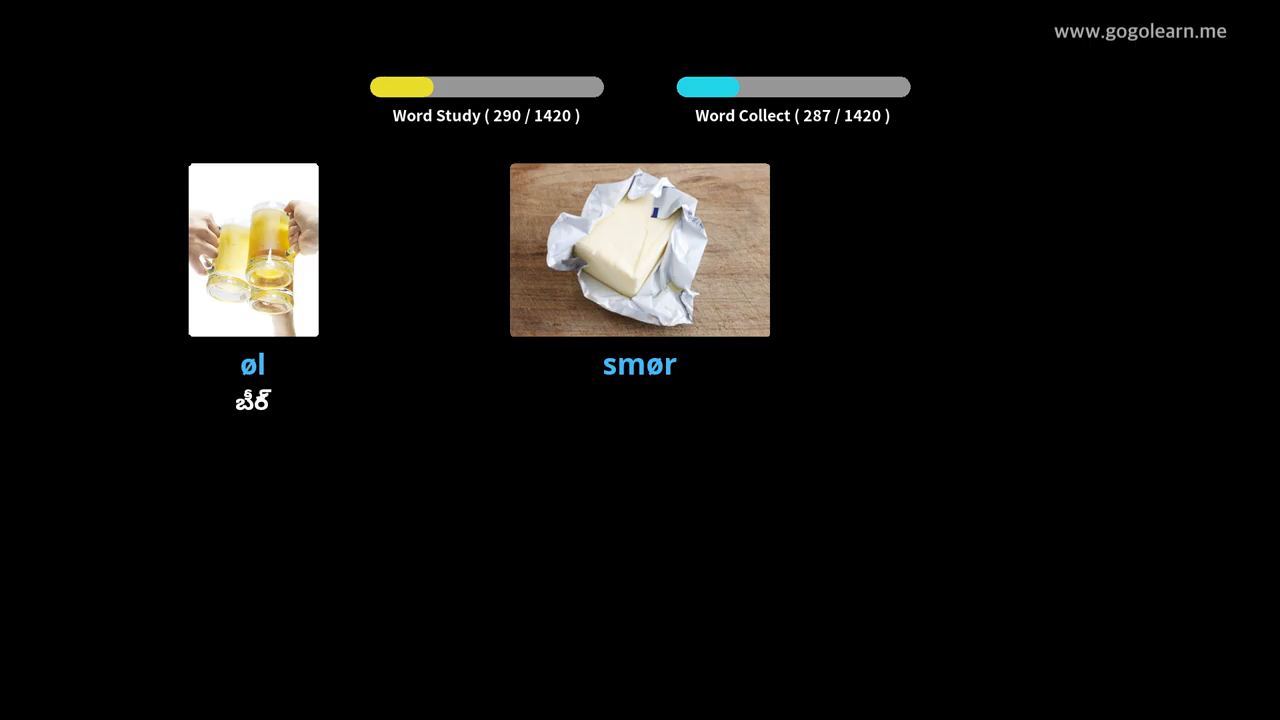 www.gogolearn.me
Word Study ( 290 / 1420 )
Word Collect ( 287 / 1420 )
øl
smør
బీర్